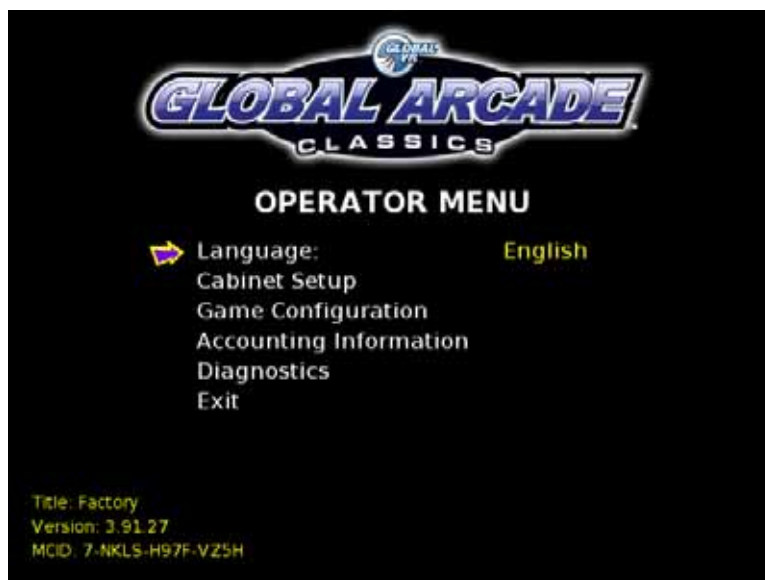 GLOBAL VR
GLOBAL ARCADE
CLASSICS
OPERATOR MENU
Language: English
Cabinet Setup
Game Configuration
Accounting Information
Diagnostics
Exit
Title: Factory
Version: 3.91.27
MCID: 7-NKLS-H97F-VZ5H